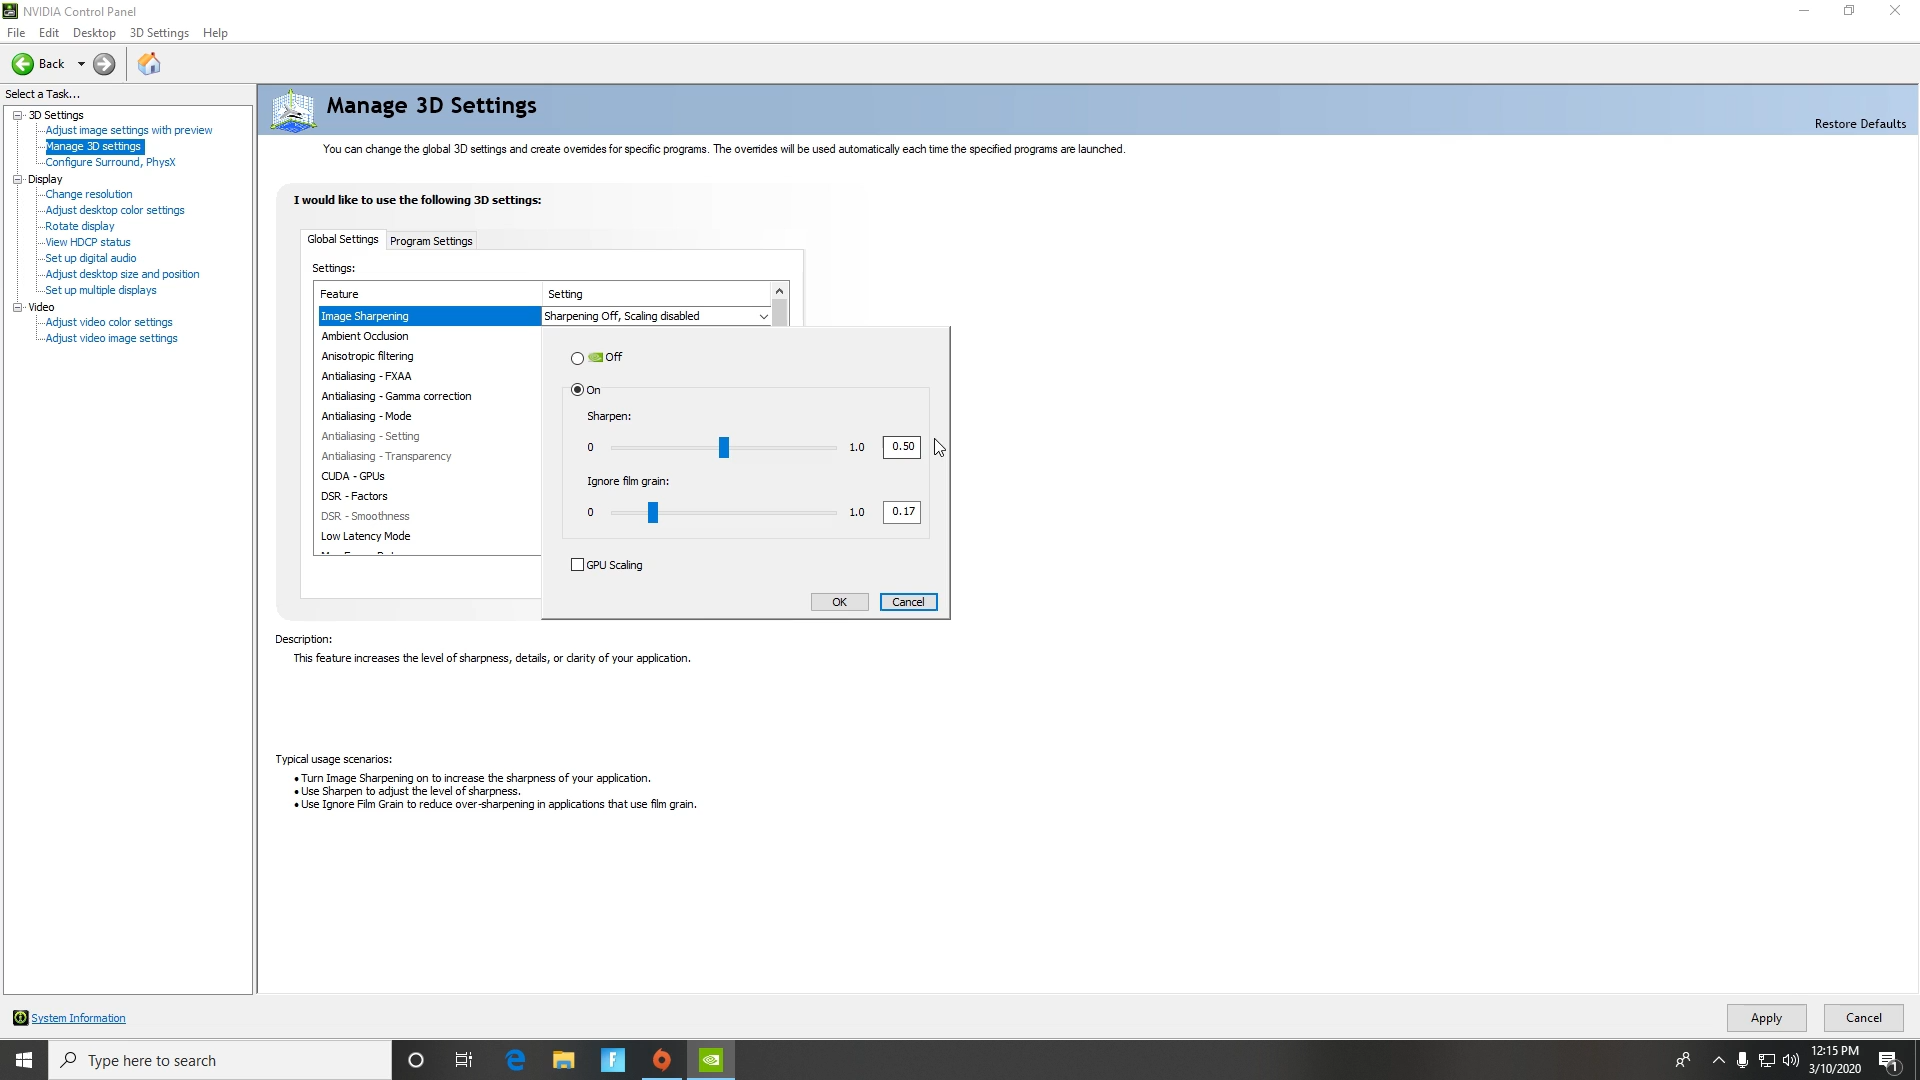 NVIDIA Control Panel
File Edit Desktop 3D Settings Help
Back
Select a Task...
3D Settings
Adjust image settings with preview
Manage 3D settings
Configure Surround, PhysX
Display
Change resolution
Adjust desktop color settings
Rotate display
View HDCP status
Set up digital audio
Adjust desktop size and position
Set up multiple displays
Video
Adjust video color settings
Adjust video image settings
Manage 3D Settings
Restore Defaults
You can change the global 3D settings and create overrides for specific programs. The overrides will be used automatically each time the specified programs are launched.
I would like to use the following 3D settings:
Global Settings Program Settings
Settings:
Feature Setting
Image Sharpening Sharpening Off, Scaling disabled
Ambient Occlusion
Anisotropic filtering
Antialiasing - FXAA
Antialiasing - Gamma correction
Antialiasing - Mode
Antialiasing - Setting
Antialiasing - Transparency
CUDA - GPUs
DSR - Factors
DSR - Smoothness
Low Latency Mode
Off
On
Sharpen:
0 1.0 0.50
Ignore film grain:
0 1.0 0.17
GPU Scaling
OK Cancel
Description:
This feature increases the level of sharpness, details, or clarity of your application.
Typical usage scenarios:
• Turn Image Sharpening on to increase the sharpness of your application.
• Use Sharpen to adjust the level of sharpness.
• Use Ignore Film Grain to reduce over-sharpening in applications that use film grain.
System Information
Apply Cancel
Type here to search
12:15 PM
3/10/2020
1